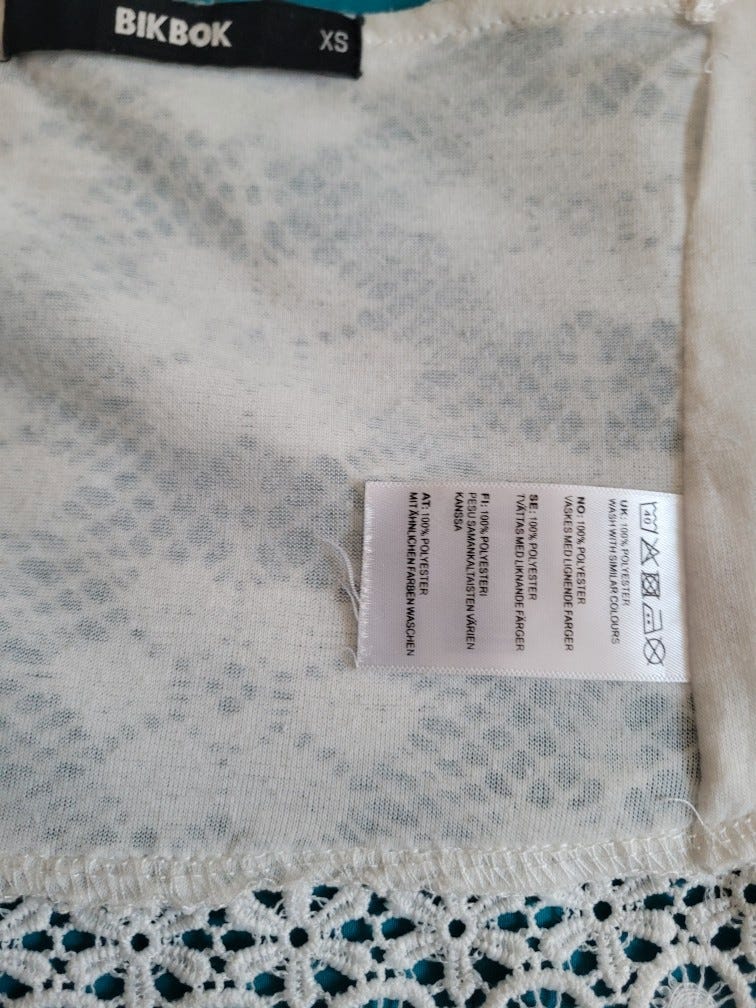 BIKBOK
XS
40
UK: 100% POLYESTER
WASH WITH SIMILAR COLOURS
NO: 100% POLYESTER
VASKES MED LIGNENDE FARGER
SE: 100% POLYESTER
TVÄTTAS MED LIKNANDE FÄRGER
FI: 100% POLYESTERI
PESU SAMANKALTAISTEN VÄRIEN
KANSSA
AT: 100% POLYESTER
MIT ÄHNLICHEN FARBEN WASCHEN